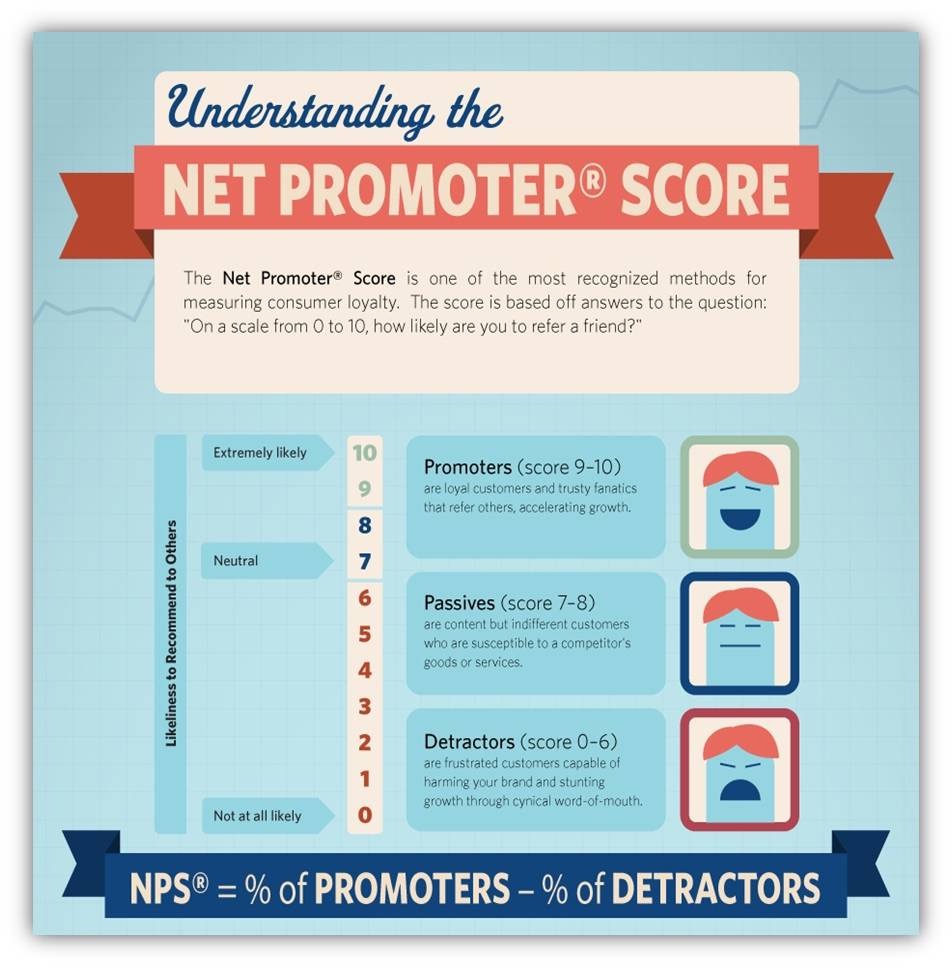 Understanding the
NET PROMOTER® SCORE
The Net Promoter® Score is one of the most recognized methods for
measuring consumer loyalty. The score is based off answers to the question:
"On a scale from 0 to 10, how likely are you to refer a friend?"
Likeliness to Recommend to Others
Extremely likely
Neutral
Not at all likely
10
9
8
7
6
5
4
3
2
1
0
Promoters (score 9–10)
are loyal customers and trusty fanatics
that refer others, accelerating growth.
Passives (score 7–8)
are content but indifferent customers
who are susceptible to a competitor's
goods or services.
Detractors (score 0–6)
are frustrated customers capable of
harming your brand and stunting
growth through cynical word-of-mouth.
NPS® = % of PROMOTERS – % of DETRACTORS